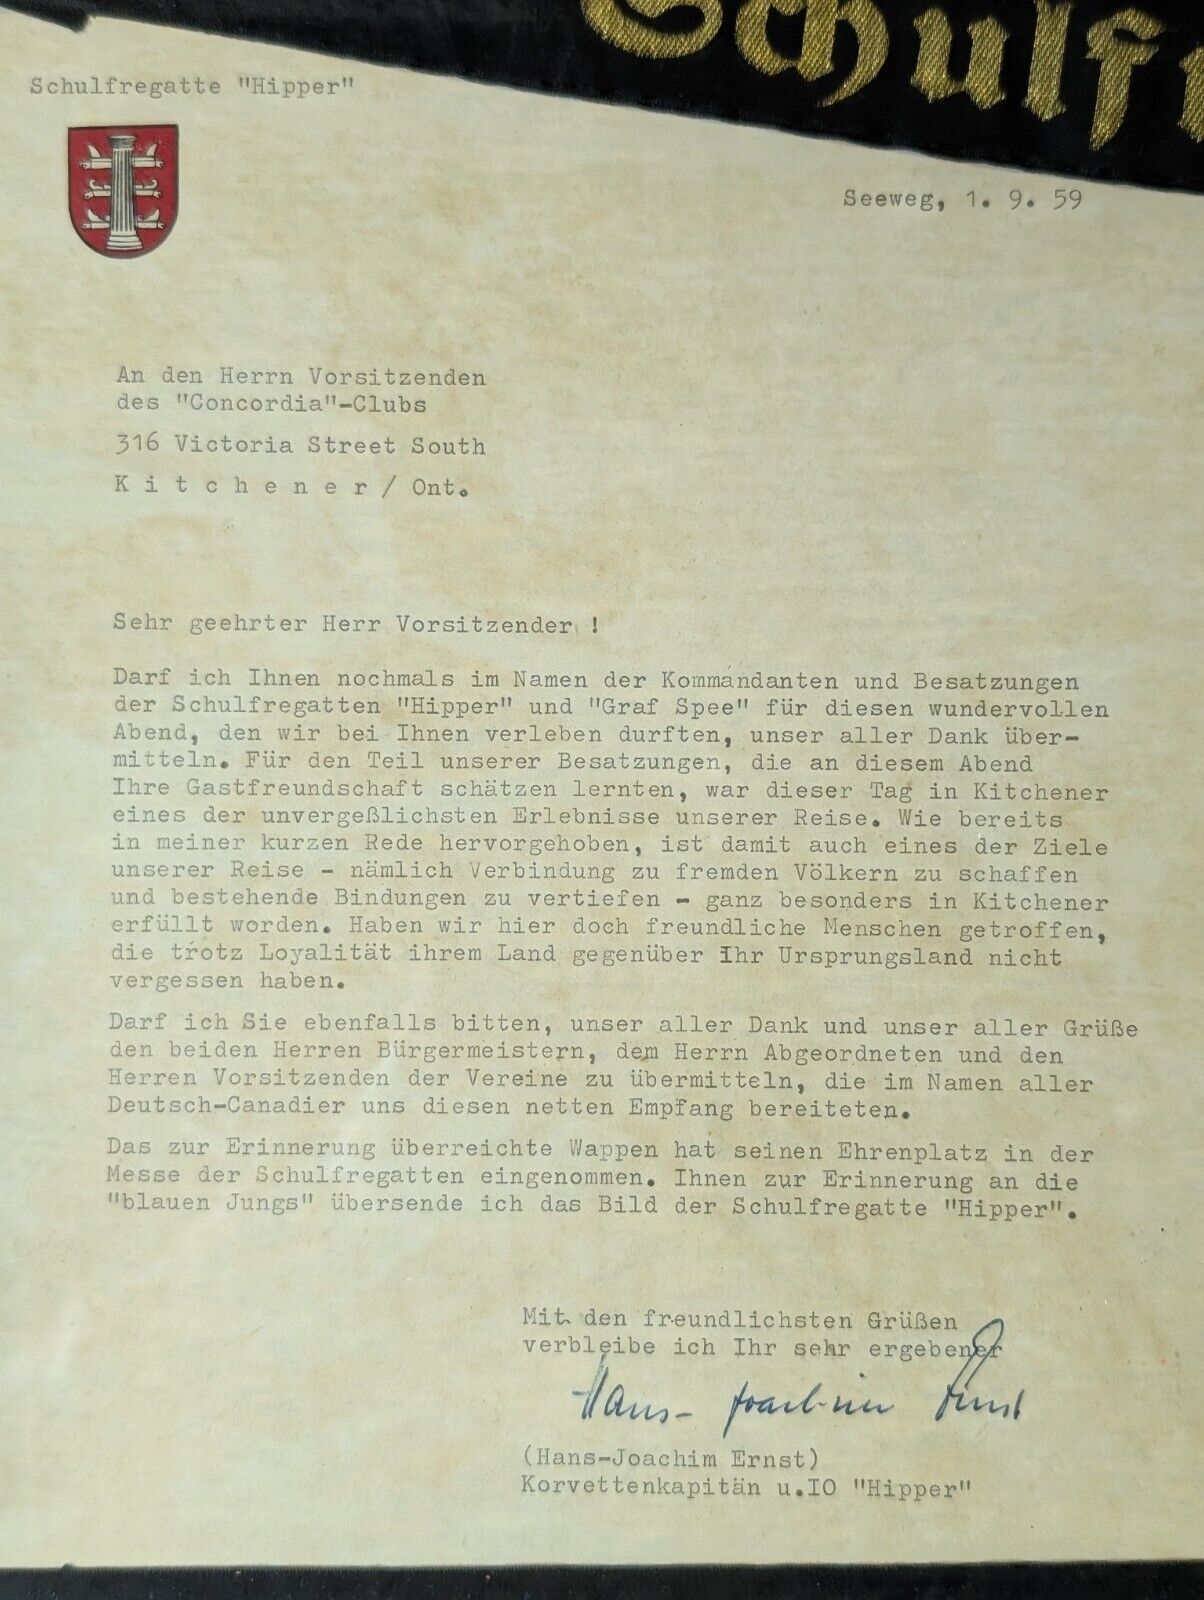 Schulf
Schulfregatte "Hipper"
Seeweg, 1. 9. 59
An den Herrn Vorsitzenden
des "Concordia"-Clubs
316 Victoria Street South
K i t c h e n e r / Ont.
Sehr geehrter Herr Vorsitzender !
Darf ich Ihnen nochmals im Namen der Kommandanten und Besatzungen
der Schulfregatten "Hipper" und "Graf Spee" für diesen wundervollen
Abend, den wir bei Ihnen verleben durften, unser aller Dank über-
mitteln. Für den Teil unserer Besatzungen, die an diesem Abend
Ihre Gastfreundschaft schätzen lernten, war dieser Tag in Kitchener
eines der unvergeßlichsten Erlebnisse unserer Reise. Wie bereits
in meiner kurzen Rede hervorgehoben, ist damit auch eines der Ziele
unserer Reise - nämlich Verbindung zu fremden Völkern zu schaffen
und bestehende Bindungen zu vertiefen - ganz besonders in Kitchener
erfüllt worden. Haben wir hier doch freundliche Menschen getroffen,
die trotz Loyalität ihrem Land gegenüber Ihr Ursprungsland nicht
vergessen haben.
Darf ich Sie ebenfalls bitten, unser aller Dank und unser aller Grüße
den beiden Herren Bürgermeistern, dem Herrn Abgeordneten und den
Herren Vorsitzenden der Vereine zu übermitteln, die im Namen aller
Deutsch-Canadier uns diesen netten Empfang bereiteten.
Das zur Erinnerung überreichte Wappen hat seinen Ehrenplatz in der
Messe der Schulfregatten eingenommen. Ihnen zur Erinnerung an die
"blauen Jungs" übersende ich das Bild der Schulfregatte "Hipper".
Mit den freundlichsten Grüßen
verbleibe ich Ihr sehr ergebener
Hans-Joachim Ernst
(Hans-Joachim Ernst)
Korvettenkapitän u.IO "Hipper"